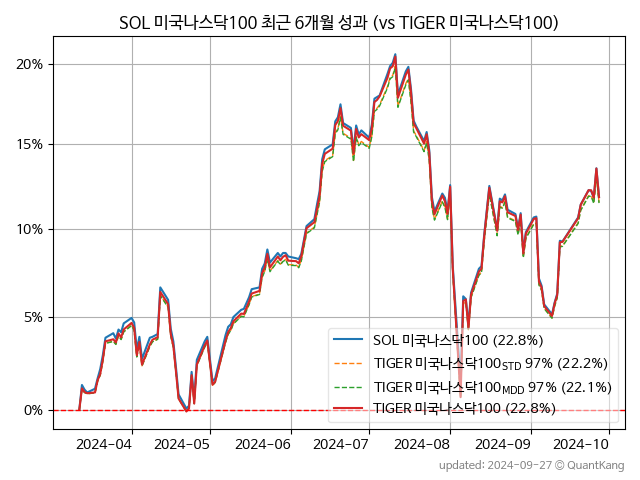 SOL 미국나스닥100 최근 6개월 성과 (vs TIGER 미국나스닥100)
20%
15%
10%
5%
0%
SOL 미국나스닥100 (22.8%)
TIGER 미국나스닥100STD 97% (22.2%)
TIGER 미국나스닥100MDD 97% (22.1%)
TIGER 미국나스닥100 (22.8%)
2024-04 2024-05 2024-06 2024-07 2024-08 2024-09 2024-10
updated: 2024-09-27 © QuantKang